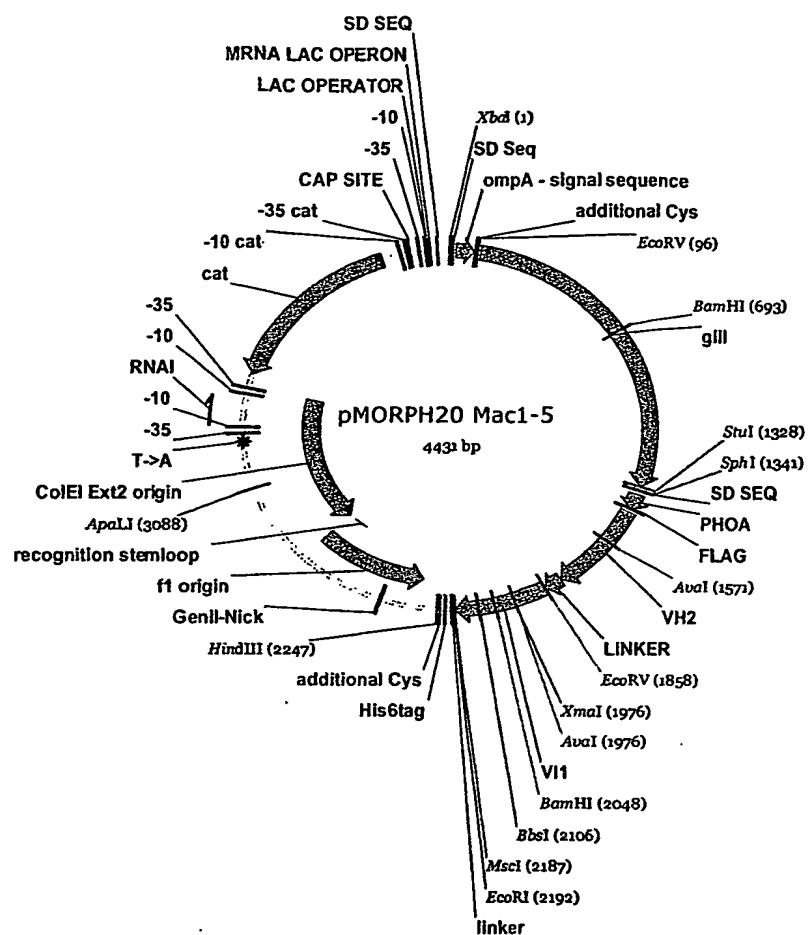 SD SEQ
MRNA LAC OPERON
LAC OPERATOR
-10
-35
CAP SITE
-35 cat
-10 cat
cat
-35
-10
RNAI
-10
-35
T->A
ColEI Ext2 origin
ApaLI (3088)
recognition stemloop
f1 origin
GenII-Nick
HindIII (2247)
additional Cys
His6tag
XbaI (1)
SD Seq
ompA - signal sequence
additional Cys
EcoRV (96)
BamHI (693)
gIII
StuI (1328)
SphI (1341)
SD SEQ
PHOA
FLAG
AvaI (1571)
VH2
LINKER
EcoRV (1858)
XmaI (1976)
AvaI (1976)
Vl1
BamHI (2048)
BbsI (2106)
MscI (2187)
EcoRI (2192)
linker
pMORPH20 Mac1-5
4431 bp